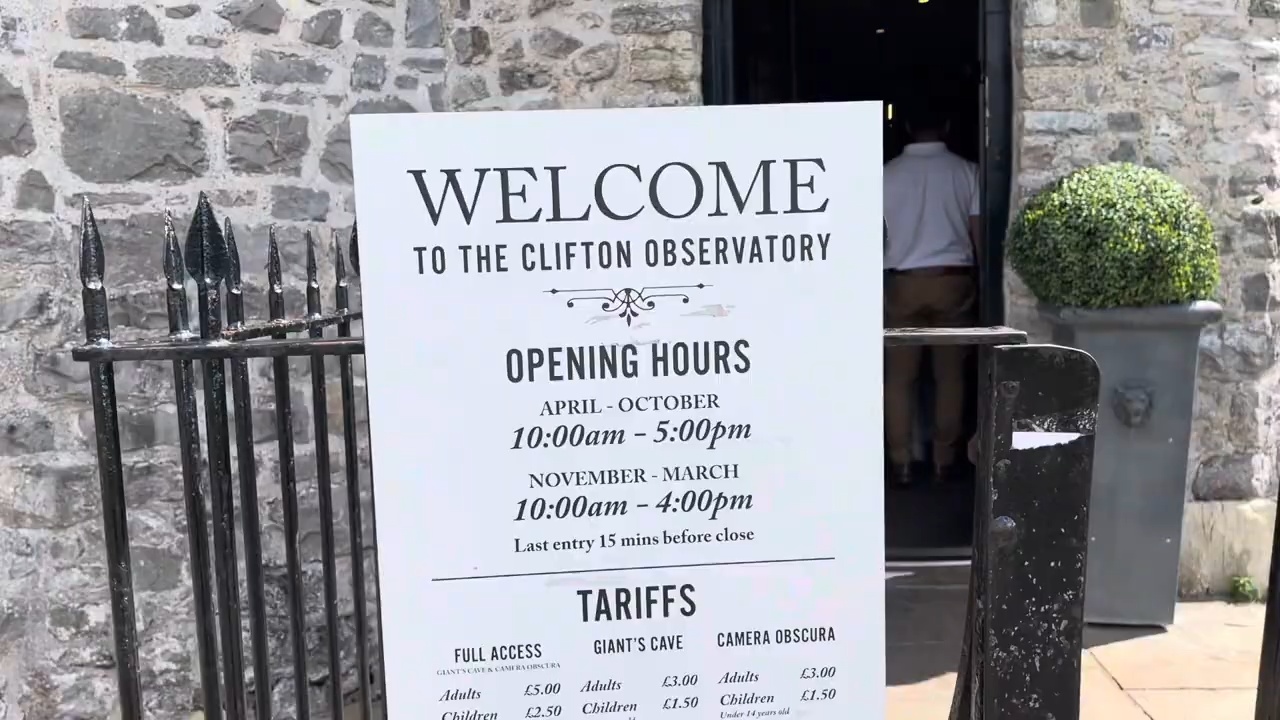 WELCOME
TO THE CLIFTON OBSERVATORY
OPENING HOURS
APRIL - OCTOBER
10:00am - 5:00pm
NOVEMBER - MARCH
10:00am - 4:00pm
Last entry 15 mins before close
TARIFFS
FULL ACCESS GIANT'S CAVE CAMERA OBSCURA
GIANT'S CAVE & CAMERA OBSCURA
Adults £5.00 Adults £3.00 Adults £3.00
Children £2.50 Children £1.50 Children £1.50
Under 14 years old